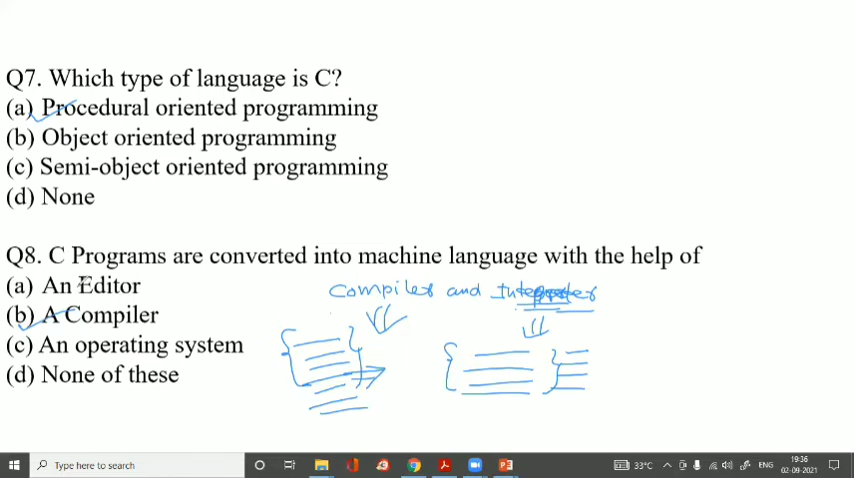 Q7. Which type of language is C?
(a) Procedural oriented programming
(b) Object oriented programming
(c) Semi-object oriented programming
(d) None
Q8. C Programs are converted into machine language with the help of
(a) An Editor
Compiler and
(b) A Compiler
(c) An operating system
(d) None of these
Type here to search
33°C
ENG
19:36
02-09-2021